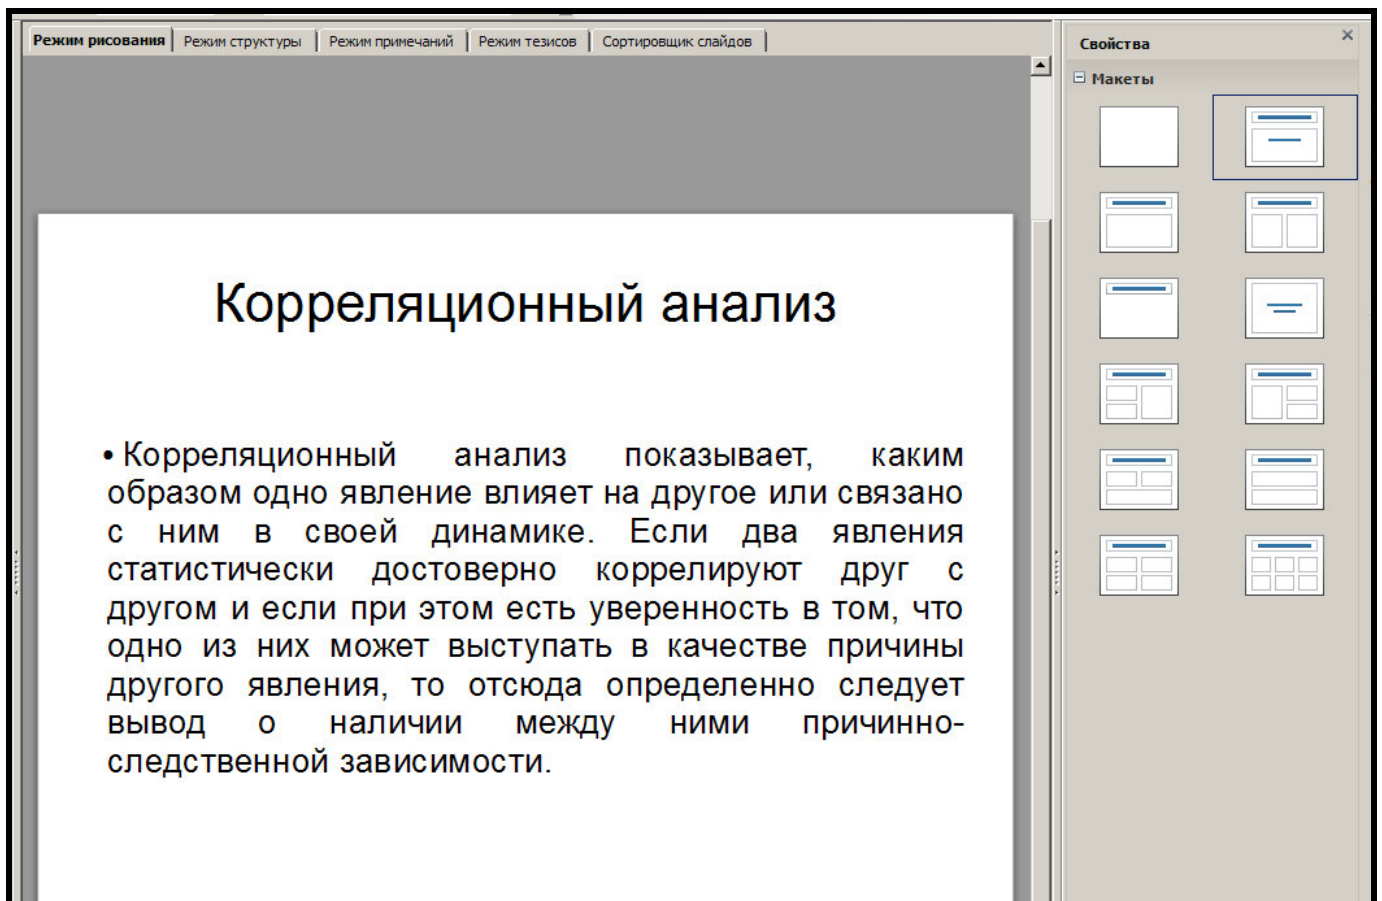 Режим рисования Режим структуры Режим примечаний Режим тезисов Сортировщик слайдов
Свойства
Макеты
Корреляционный анализ
• Корреляционный анализ показывает, каким
образом одно явление влияет на другое или связано
с ним в своей динамике. Если два явления
статистически достоверно коррелируют друг с
другом и если при этом есть уверенность в том, что
одно из них может выступать в качестве причины
другого явления, то отсюда определенно следует
вывод о наличии между ними причинно-
следственной зависимости.